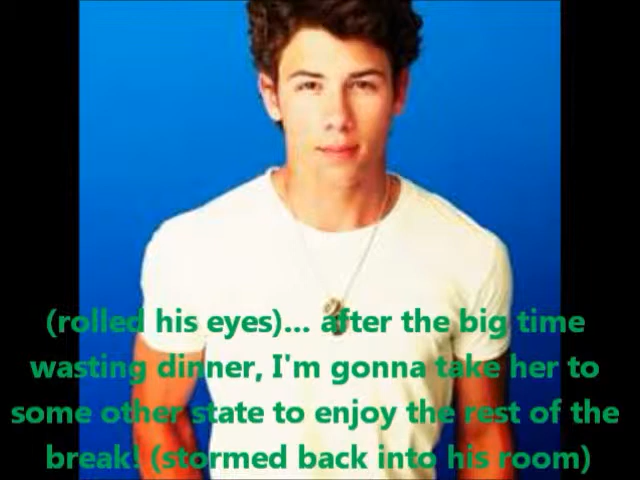 (rolled his eyes)... after the big time
wasting dinner, I'm gonna take her to
some other state to enjoy the rest of the
break! (stormed back into his room)